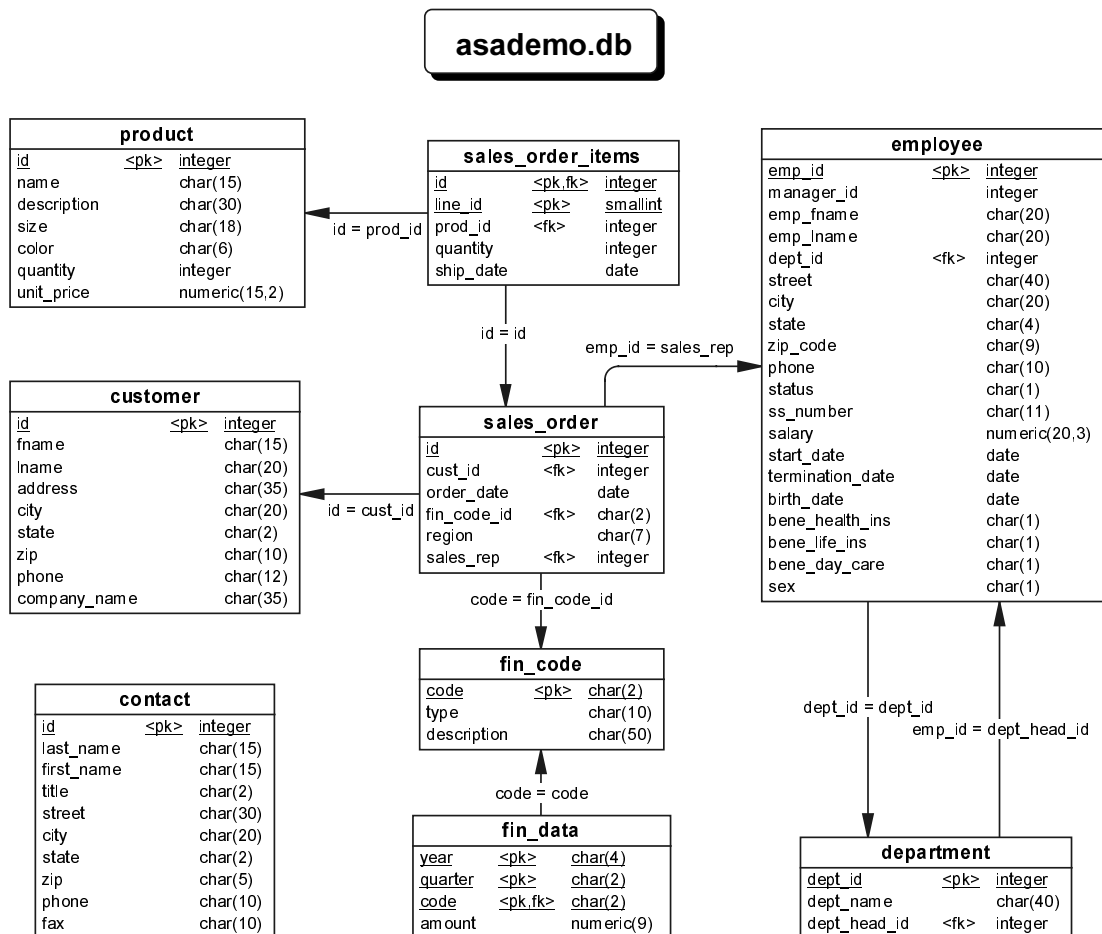 asademo.db
product
id <pk> integer
name char(15)
description char(30)
size char(18)
color char(6)
quantity integer
unit_price numeric(15,2)
id = prod_id
sales_order_items
id <pk,fk> integer
line_id <pk> smallint
prod_id <fk> integer
quantity integer
ship_date date
id = id
emp_id = sales_rep
employee
emp_id <pk> integer
manager_id integer
emp_fname char(20)
emp_lname char(20)
dept_id <fk> integer
street char(40)
city char(20)
state char(4)
zip_code char(9)
phone char(10)
status char(1)
ss_number char(11)
salary numeric(20,3)
start_date date
termination_date date
birth_date date
bene_health_ins char(1)
bene_life_ins char(1)
bene_day_care char(1)
sex char(1)
customer
id <pk> integer
fname char(15)
lname char(20)
address char(35)
city char(20)
state char(2)
zip char(10)
phone char(12)
company_name char(35)
id = cust_id
sales_order
id <pk> integer
cust_id <fk> integer
order_date date
fin_code_id <fk> char(2)
region char(7)
sales_rep <fk> integer
code = fin_code_id
fin_code
code <pk> char(2)
type char(10)
description char(50)
code = code
contact
id <pk> integer
last_name char(15)
first_name char(15)
title char(2)
street char(30)
city char(20)
state char(2)
zip char(5)
phone char(10)
fax char(10)
fin_data
year <pk> char(4)
quarter <pk> char(2)
code <pk,fk> char(2)
amount numeric(9)
dept_id = dept_id
emp_id = dept_head_id
department
dept_id <pk> integer
dept_name char(40)
dept_head_id <fk> integer